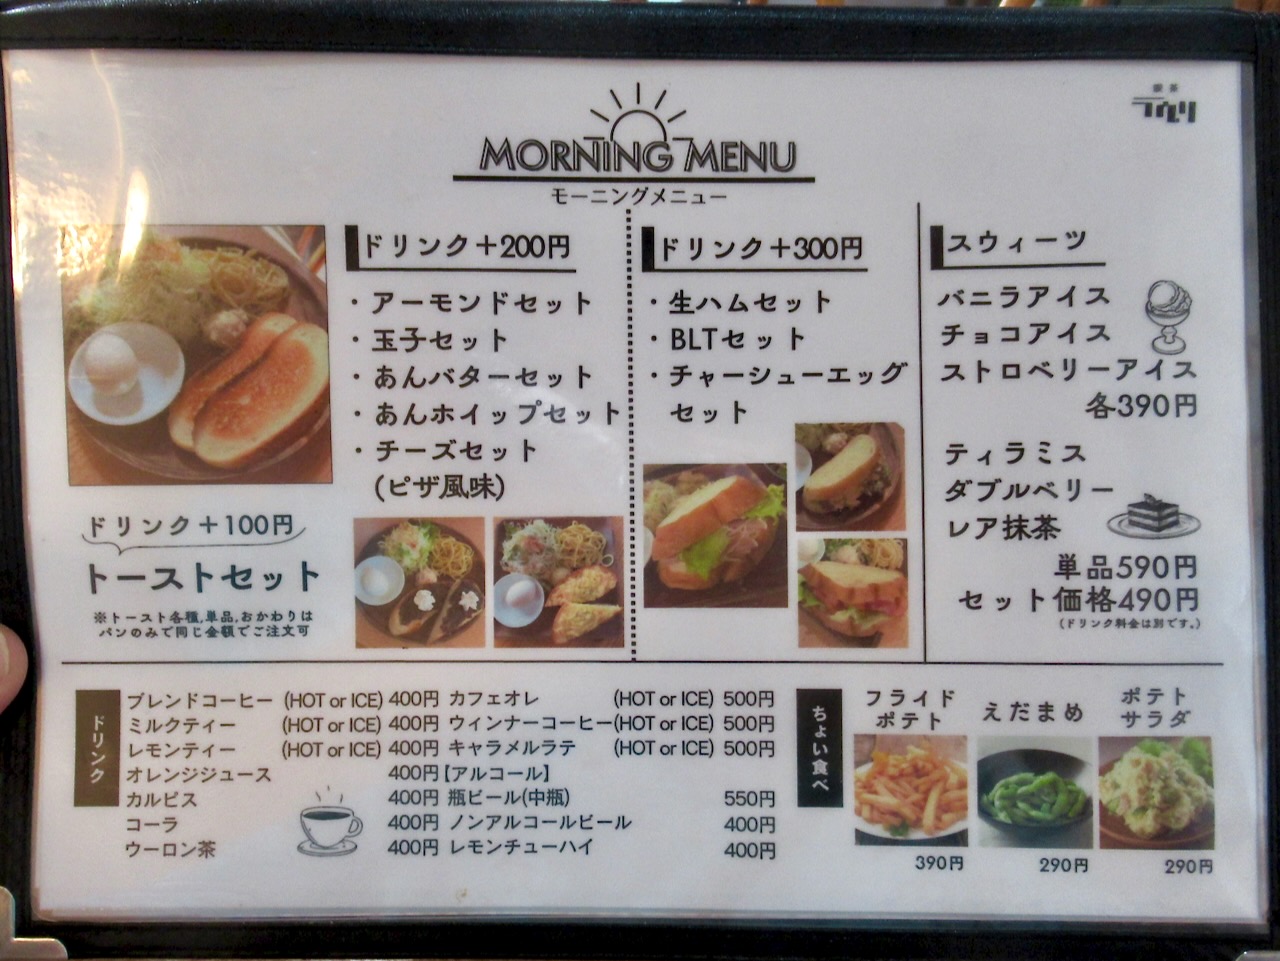 喫茶
MORNING MENU
モーニングメニュー
ドリンク+100円
トーストセット
※トースト各種,単品,おかわりは
パンのみで同じ金額でご注文可
ドリンク+200円
・アーモンドセット
・玉子セット
・あんバターセット
・あんホイップセット
・チーズセット
(ピザ風味)
ドリンク+300円
・生ハムセット
・BLTセット
・チャーシューエッグ
セット
スウィーツ
バニラアイス
チョコアイス
ストロベリーアイス
各390円
ティラミス
ダブルベリー
レア抹茶
単品590円
セット価格490円
(ドリンク料金は別です。)
ドリンク
ブレンドコーヒー (HOT or ICE) 400円
ミルクティー (HOT or ICE) 400円
レモンティー (HOT or ICE) 400円
オレンジジュース 400円
カルピス 400円
コーラ 400円
ウーロン茶 400円
カフェオレ (HOT or ICE) 500円
ウィンナーコーヒー(HOT or ICE) 500円
キャラメルラテ (HOT or ICE) 500円
【アルコール】
瓶ビール(中瓶) 550円
ノンアルコールビール 400円
レモンチューハイ 400円
ちょい食べ
フライド
ポテト
390円
えだまめ
290円
ポテト
サラダ
290円